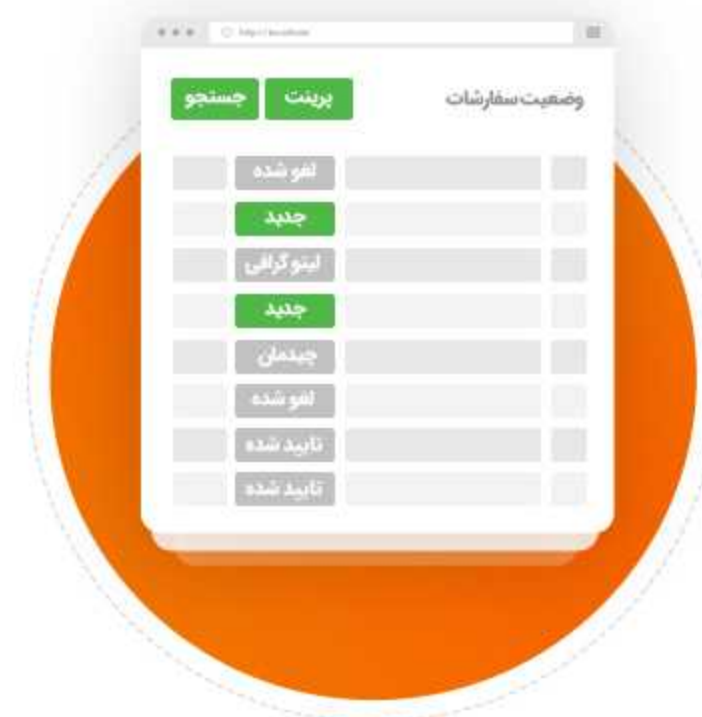 وضعیت سفارشات
پرینت جستجو
لغو شده
جدید
لیتوگرافی
جدید
چیدمان
لغو شده
تایید شده
تایید شده